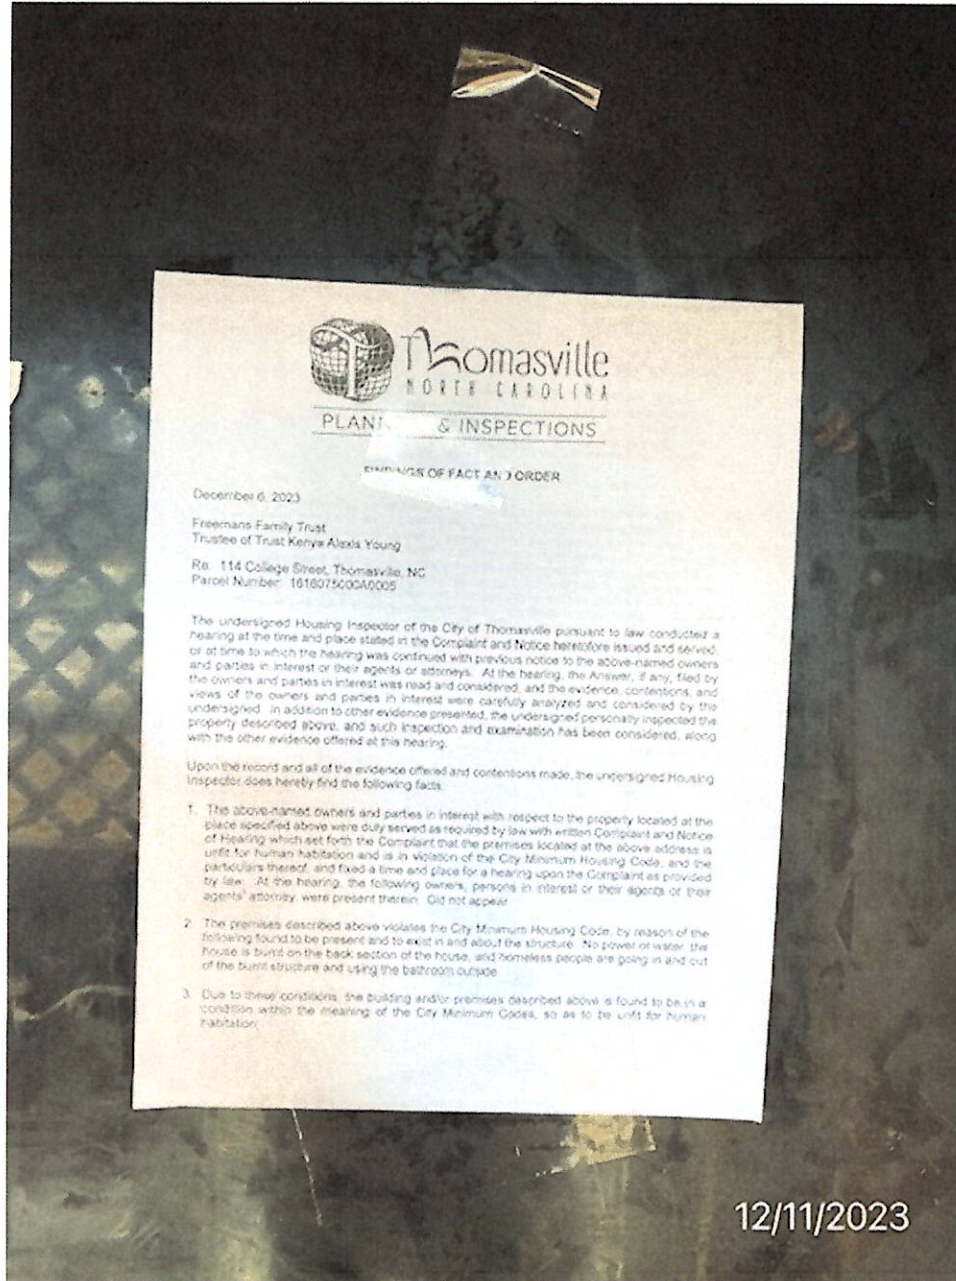 Thomasville
NORTH CAROLINA
PLAN & INSPECTIONS
FINDINGS OF FACT AND ORDER
December 6, 2023
Freemans Family Trust
Trustee of Trust Kenya Alexis Young
Re: 114 College Street, Thomasville, NC
Parcel Number: 1616075000A0005
The undersigned Housing Inspector of the City of Thomasville pursuant to law conducted a
hearing at the time and place stated in the Complaint and Notice heretofore issued and served,
or at time to which the hearing was continued with previous notice to the above-named owners
and parties in interest or their agents or attorneys. At the hearing, the Answer, if any, filed by
the owners and parties in interest was read and considered, and the evidence, contentions, and
views of the owners and parties in interest were carefully analyzed and considered by the
undersigned. In addition to other evidence presented, the undersigned personally inspected the
property described above, and such inspection and examination has been considered, along
with the other evidence offered at this hearing.
Upon the record and all of the evidence offered and contentions made, the undersigned Housing
Inspector does hereby find the following facts:
1. The above-named owners and parties in interest with respect to the property located at the
place specified above were duly served as required by law with written Complaint and Notice
of Hearing which set forth the Complaint that the premises located at the above address is
unfit for human habitation and is in violation of the City Minimum Housing Code, and the
particulars thereof, and fixed a time and place for a hearing upon the Complaint as provided
by law. At the hearing, the following owners, persons in interest or their agents or their
agents' attorney, were present therein: Did not appear
2. The premises described above violates the City Minimum Housing Code, by reason of the
following found to be present and to exist in and about the structure: No power or water, the
house is burnt on the back section of the house, and homeless people are going in and out
of the burnt structure and using the bathroom outside.
3. Due to these conditions, the building and/or premises described above is found to be in a
condition within the meaning of the City Minimum Codes, so as to be unfit for human
habitation;
12/11/2023